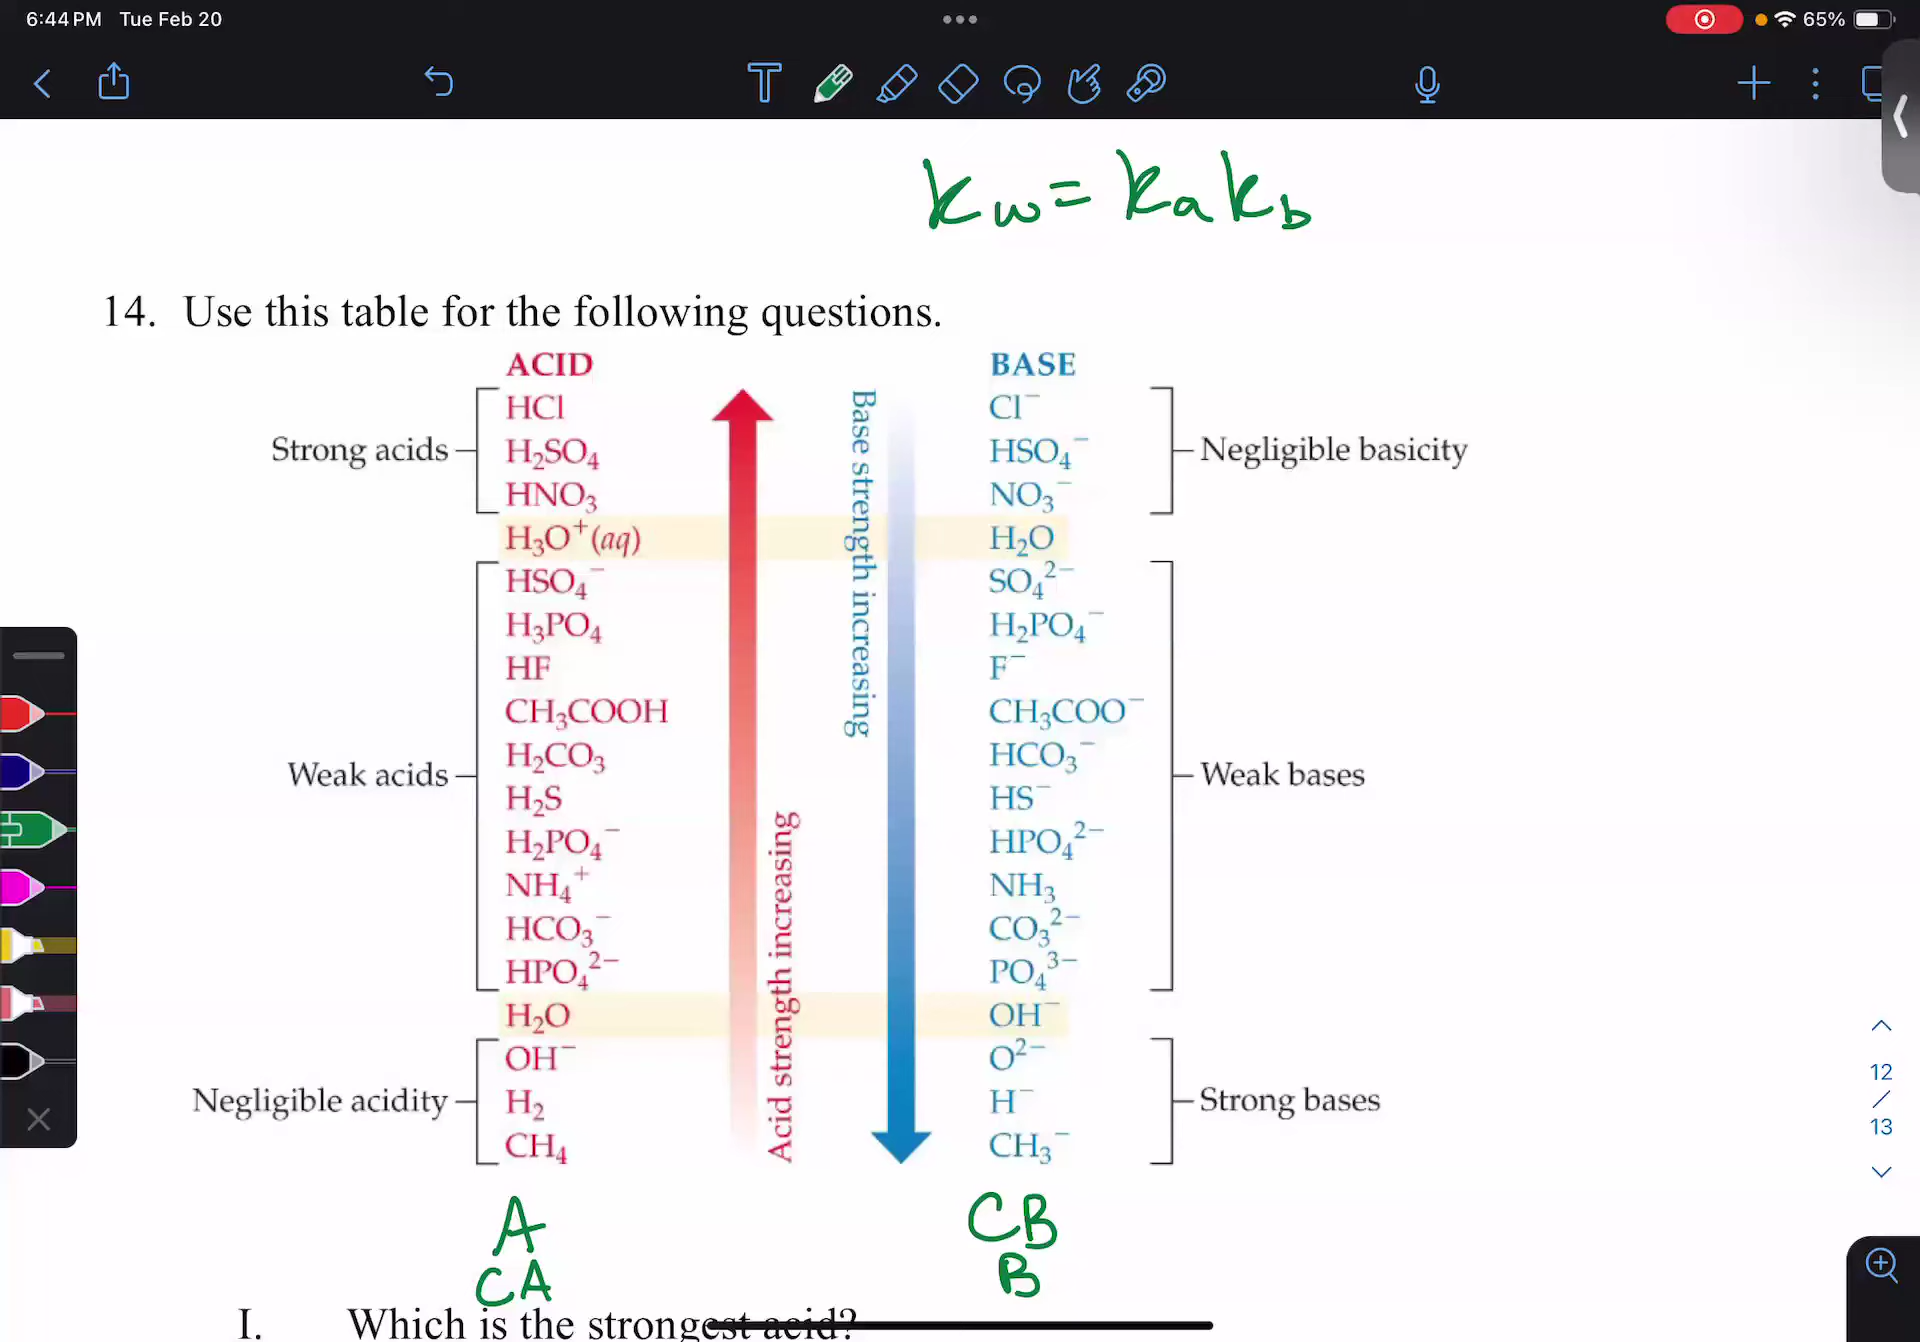 6:44 PM Tue Feb 20
65%
T
Kw = Ka Kb
14. Use this table for the following questions.
ACID BASE
HCl Cl⁻
Strong acids H₂SO₄ HSO₄⁻ Negligible basicity
HNO₃ NO₃⁻
H₃O⁺(aq) H₂O
HSO₄⁻ SO₄²⁻
H₃PO₄ H₂PO₄⁻
HF F⁻
CH₃COOH CH₃COO⁻
H₂CO₃ HCO₃⁻
Weak acids Weak bases
H₂S HS⁻
H₂PO₄⁻ HPO₄²⁻
NH₄⁺ NH₃
HCO₃⁻ CO₃²⁻
HPO₄²⁻ PO₄³⁻
H₂O OH⁻
OH⁻ O²⁻
Negligible acidity H₂ H⁻ Strong bases
CH₄ CH₃⁻
Acid strength increasing
Base strength increasing
A CB
CA B
I. Which is the strongest acid?
12
/
13